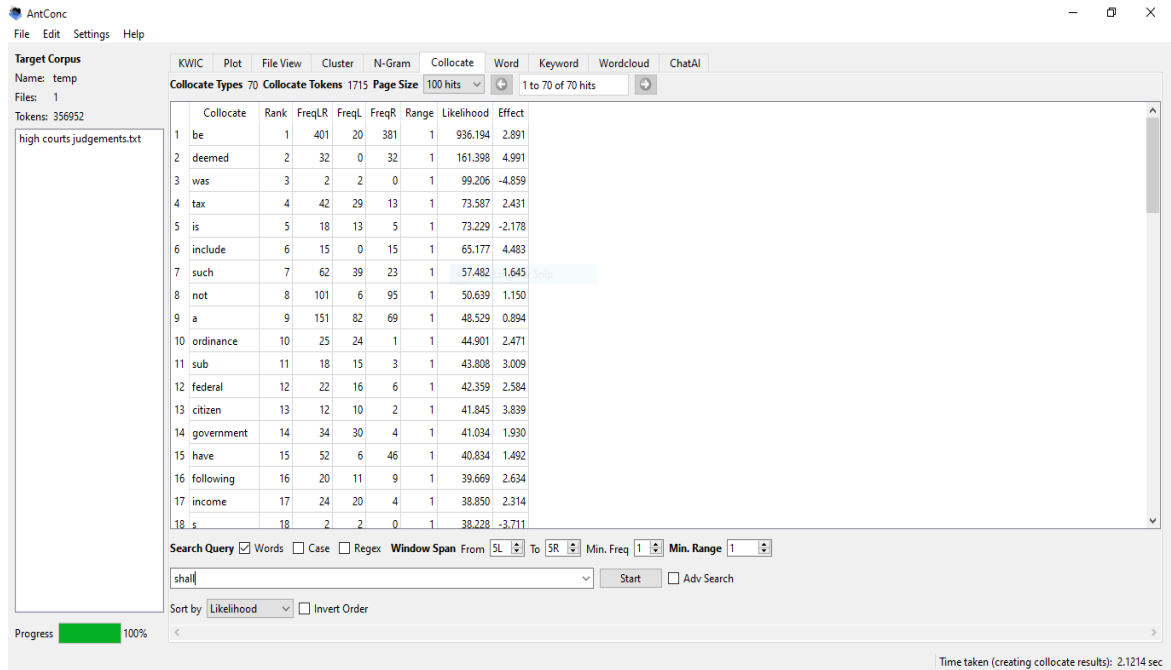 AntConc
File Edit Settings Help
Target Corpus
Name: temp
Files: 1
Tokens: 356952
high courts judgements.txt
KWIC Plot File View Cluster N-Gram Collocate Word Keyword Wordcloud ChatAI
Collocate Types 70 Collocate Tokens 1715 Page Size 100 hits 1 to 70 of 70 hits
Collocate Rank FreqLR FreqL FreqR Range Likelihood Effect
1 be 1 401 20 381 1 936.194 2.891
2 deemed 2 32 0 32 1 161.398 4.991
3 was 3 2 2 0 1 99.206 -4.859
4 tax 4 42 29 13 1 73.587 2.431
5 is 5 18 13 5 1 73.229 -2.178
6 include 6 15 0 15 1 65.177 4.483
7 such 7 62 39 23 1 57.482 1.645
8 not 8 101 6 95 1 50.639 1.150
9 a 9 151 82 69 1 48.529 0.894
10 ordinance 10 25 24 1 1 44.901 2.471
11 sub 11 18 15 3 1 43.808 3.009
12 federal 12 22 16 6 1 42.359 2.584
13 citizen 13 12 10 2 1 41.845 3.839
14 government 14 34 30 4 1 41.034 1.930
15 have 15 52 6 46 1 40.834 1.492
16 following 16 20 11 9 1 39.669 2.634
17 income 17 24 20 4 1 38.850 2.314
18 s 18 2 2 0 1 38.228 -3.711
Search Query Words Case Regex Window Span From 5L To 5R Min. Freq 1 Min. Range 1
shall Start Adv Search
Sort by Likelihood Invert Order
Progress 100%
Time taken (creating collocate results): 2.1214 sec